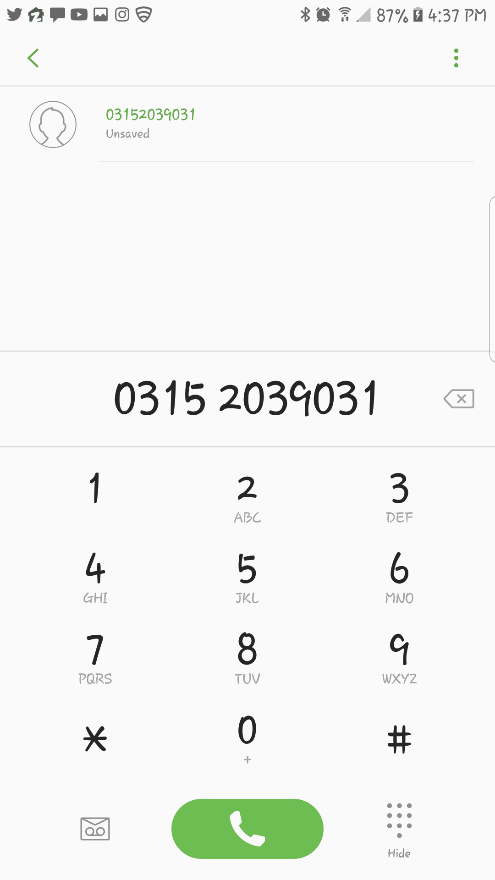 87% 4:37 PM
03152039031
Unsaved
0315 2039031
1 2 3
ABC DEF
4 5 6
GHI JKL MNO
7 8 9
PQRS TUV WXYZ
* 0 #
+
Hide